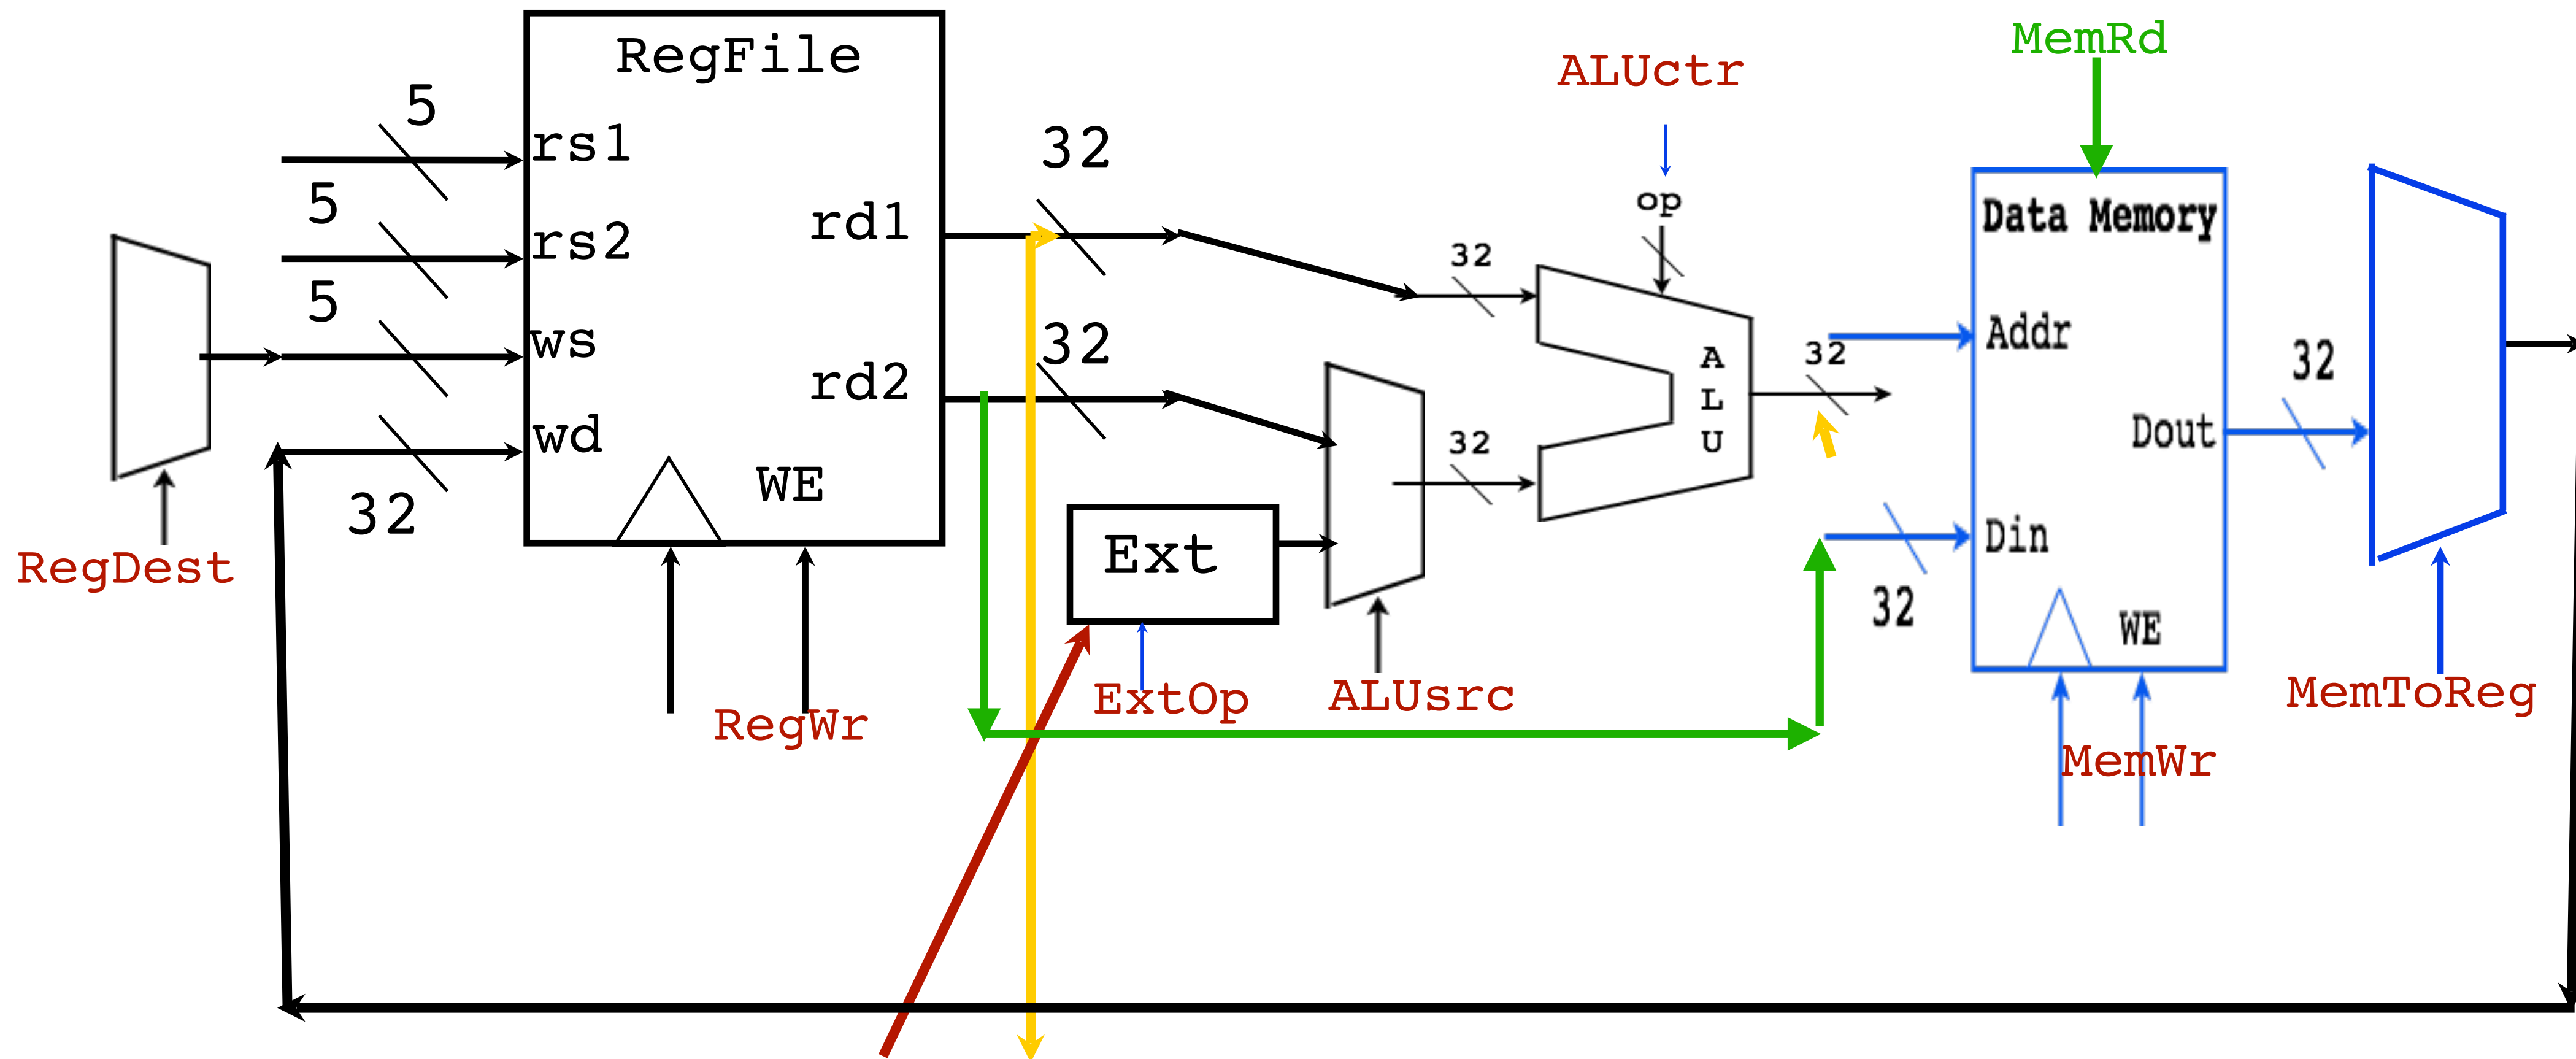 RegFile
MemRd
ALUctr
5
rs1
32
5
rs2
rd1
op
Data Memory
32
5
ws
32
rd2
32
Addr
A
L
U
32
Dout
wd
32
WE
32
RegDest
Ext
Din
32
WE
RegWr
ExtOp
ALUsrc
MemToReg
MemWr